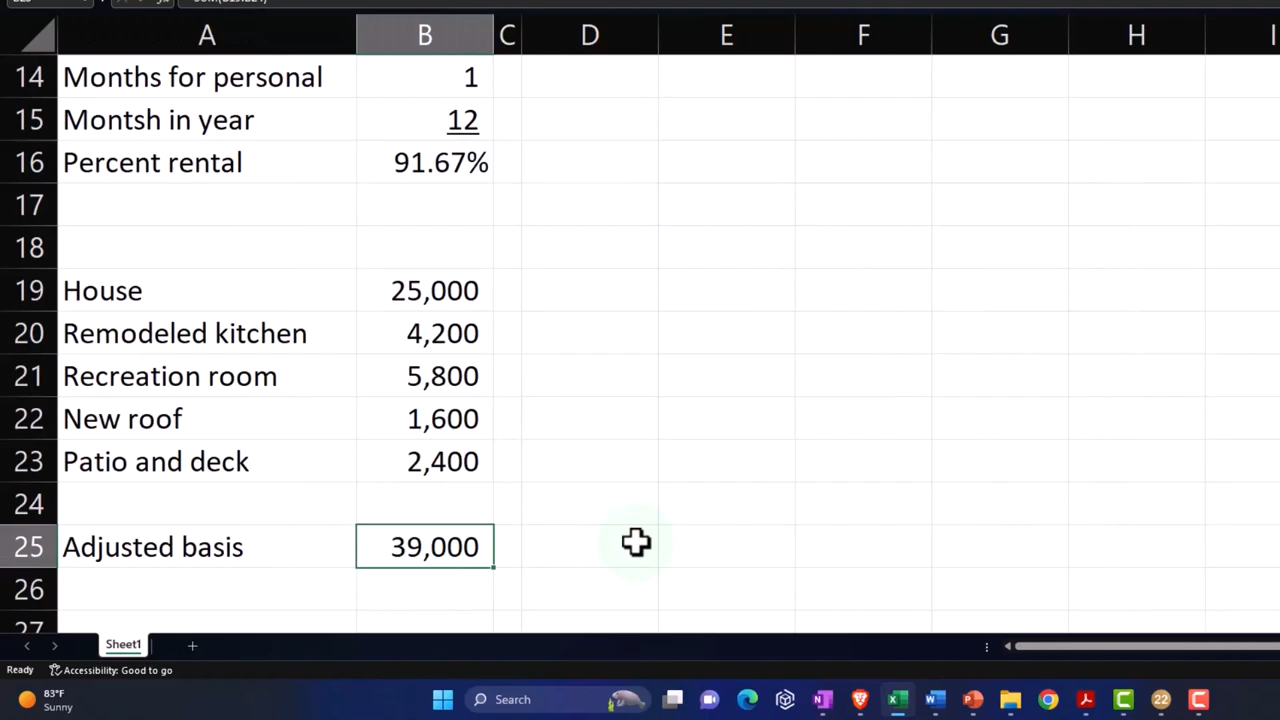 A B C D E F G H I
14 Months for personal 1
15 Montsh in year 12
16 Percent rental 91.67%
17
18
19 House 25,000
20 Remodeled kitchen 4,200
21 Recreation room 5,800
22 New roof 1,600
23 Patio and deck 2,400
24
25 Adjusted basis 39,000
26
27
Sheet1
Ready Accessibility: Good to go
83°F
Sunny
Search
22